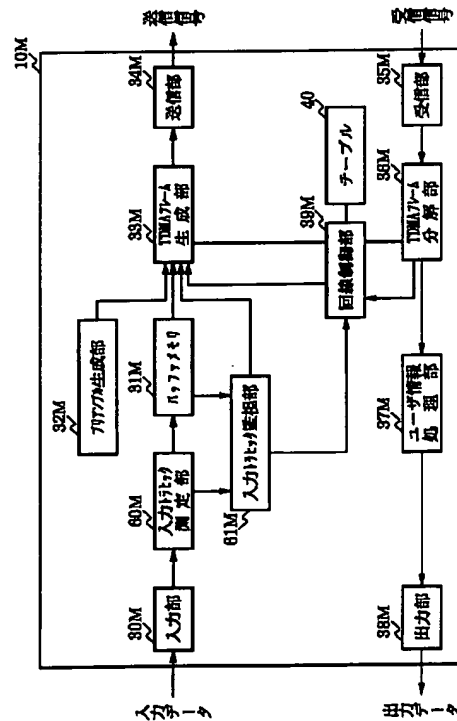 10M
入力データ
30M
入力部
60M
入力トラヒック
測定部
31M
バッファメモリ
32M
プリアンブル生成部
33M
TDMAフレーム
生成部
34M
送信部
送信信号
61M
入力トラヒック監視部
39M
回線制御部
40
テーブル
受信信号
35M
受信部
36M
TDMAフレーム
分解部
37M
ユーザ情報
処理部
38M
出力部
出力データ